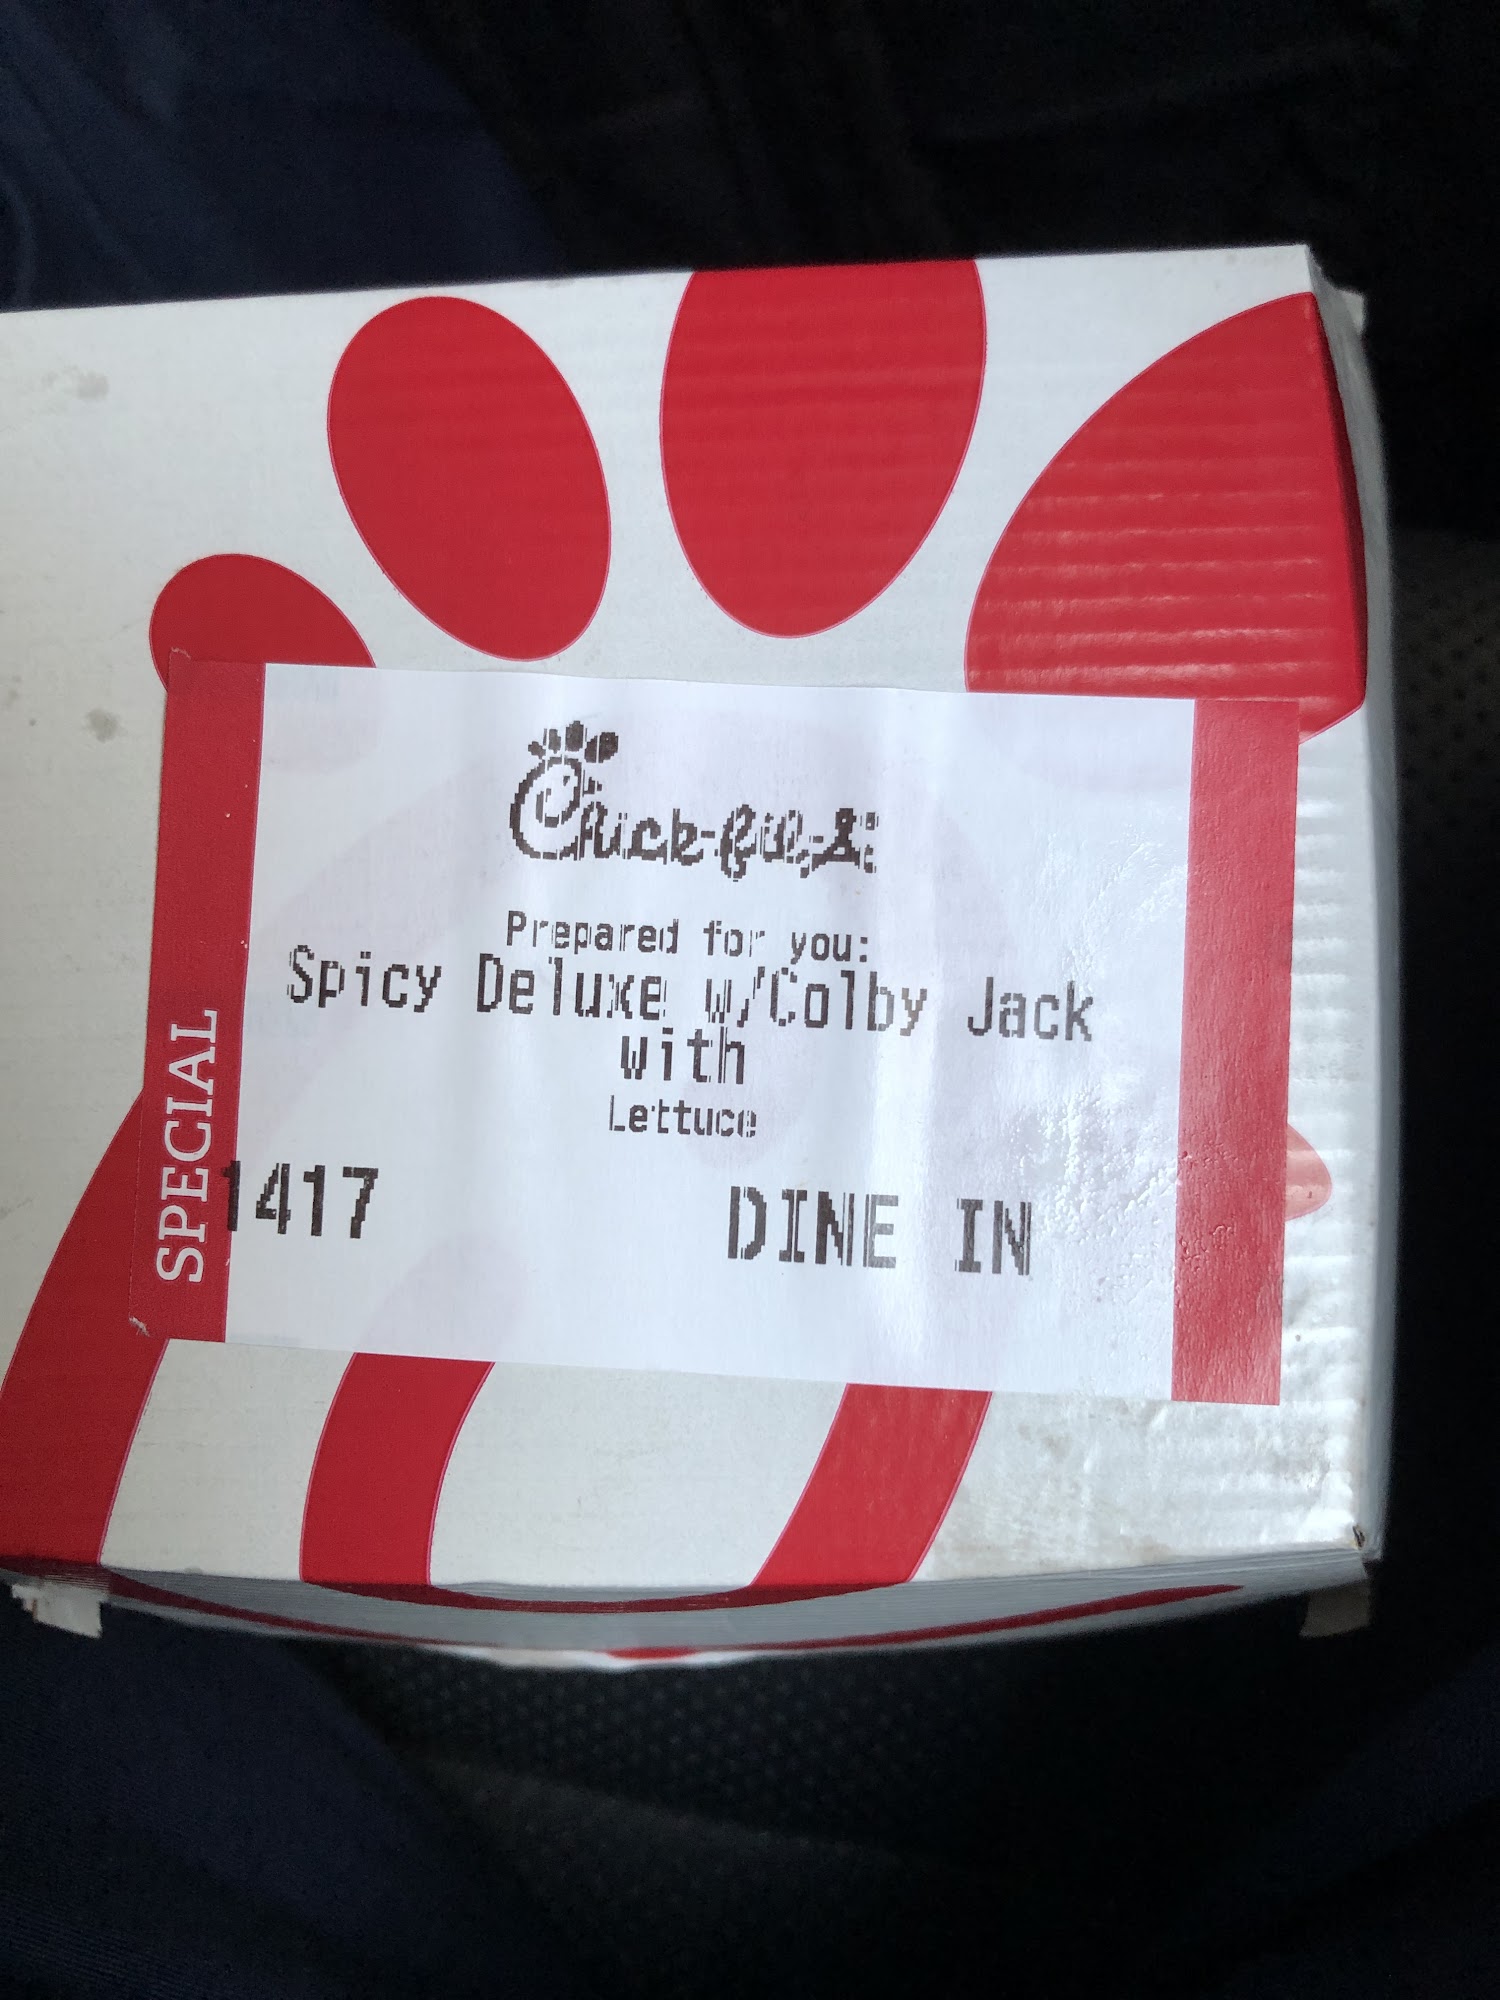 Chick-fil-A
Prepared for you:
Spicy Deluxe w/Colby Jack
with
Lettuce
1417 DINE IN
SPECIAL